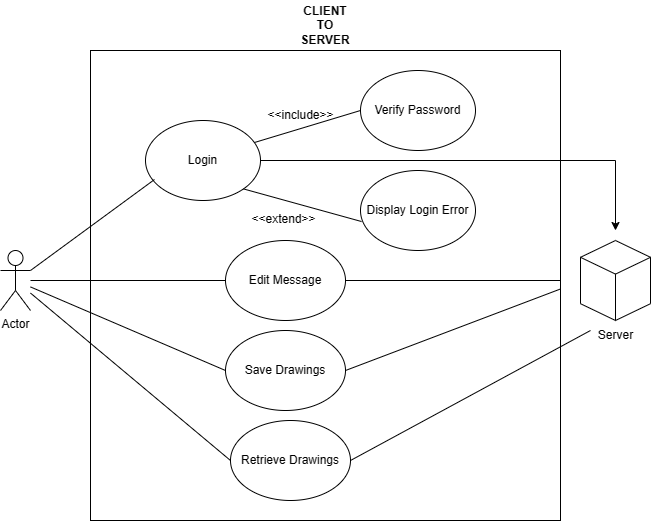 CLIENT
TO
SERVER
Verify Password
<<include>>
Login
Display Login Error
<<extend>>
Edit Message
Actor
Server
Save Drawings
Retrieve Drawings